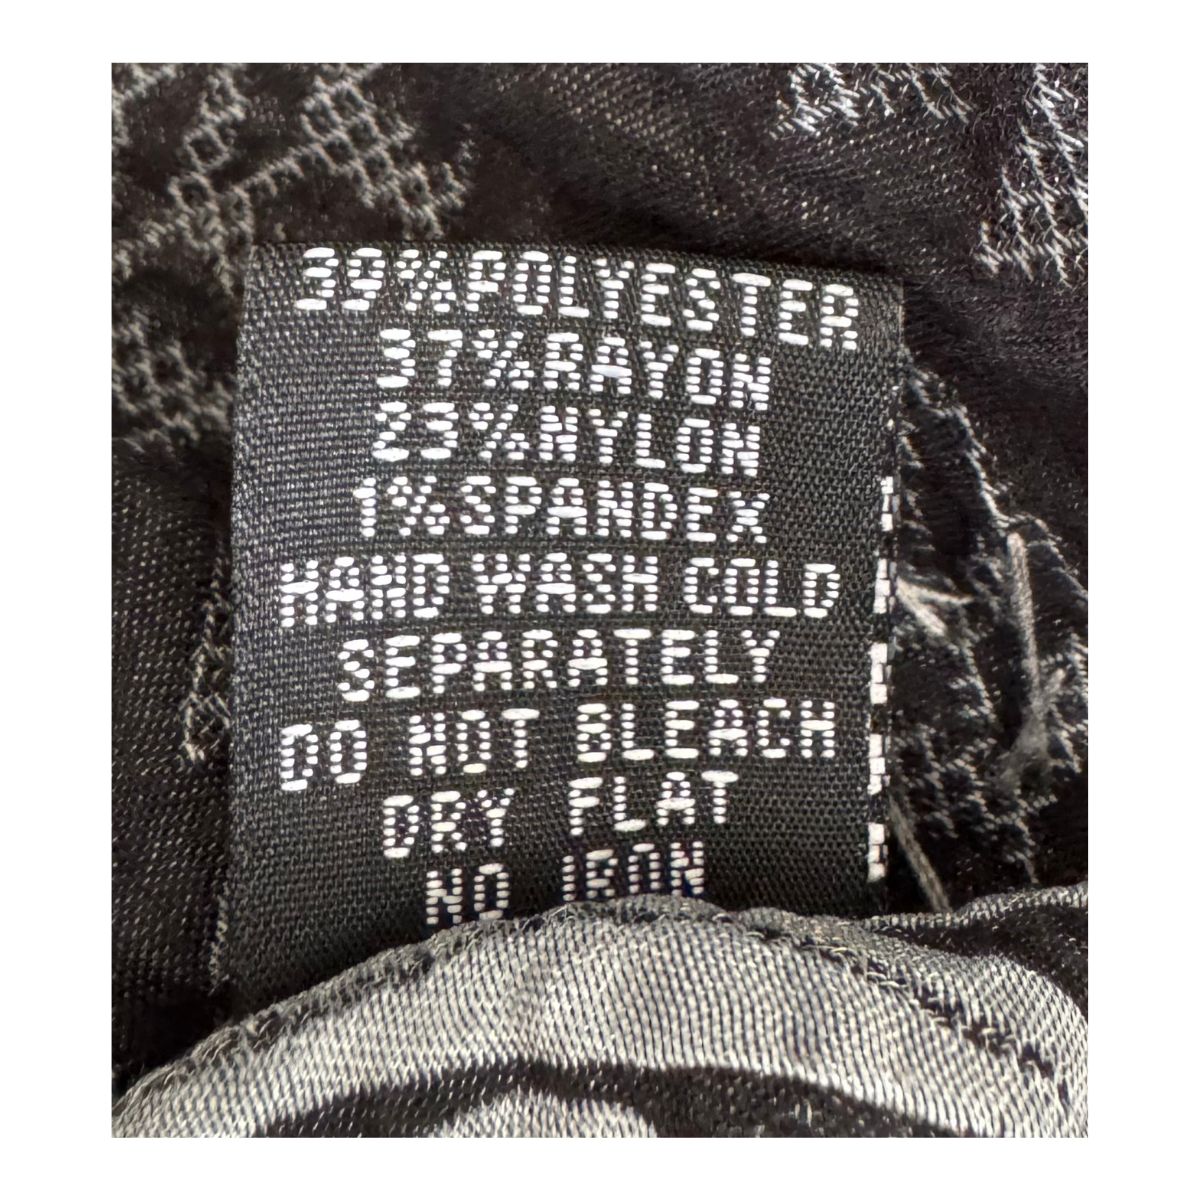 39%POLYESTER
37%RAYON
23%NYLON
1%SPANDEX
HAND WASH COLD
SEPARATELY
DO NOT BLEACH
DRY FLAT
NO IRON